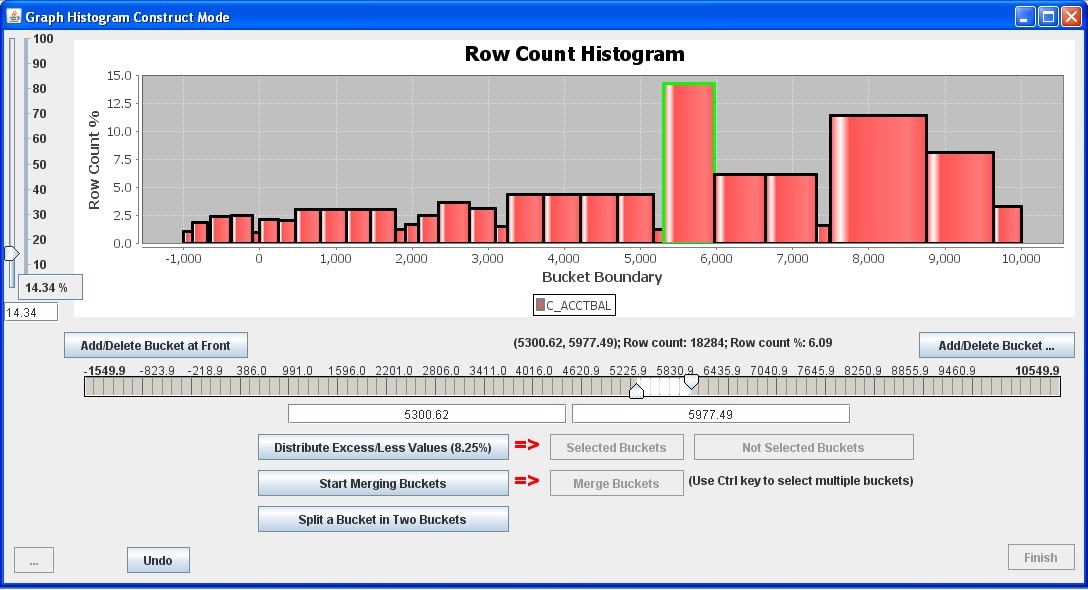 Graph Histogram Construct Mode
100
90
80
70
60
50
40
30
20
10
14.34 %
14.34
Row Count Histogram
Row Count %
15.0
12.5
10.0
7.5
5.0
2.5
0.0
-1,000 0 1,000 2,000 3,000 4,000 5,000 6,000 7,000 8,000 9,000 10,000
Bucket Boundary
C_ACCTBAL
Add/Delete Bucket at Front
(5300.62, 5977.49); Row count: 18284; Row count %: 6.09
Add/Delete Bucket ...
-1549.9 -823.9 -218.9 386.0 991.0 1596.0 2201.0 2806.0 3411.0 4016.0 4620.9 5225.9 5830.9 6435.9 7040.9 7645.9 8250.9 8855.9 9460.9 10549.9
5300.62 5977.49
Distribute Excess/Less Values (8.25%) => Selected Buckets Not Selected Buckets
Start Merging Buckets => Merge Buckets (Use Ctrl key to select multiple buckets)
Split a Bucket in Two Buckets
... Undo Finish